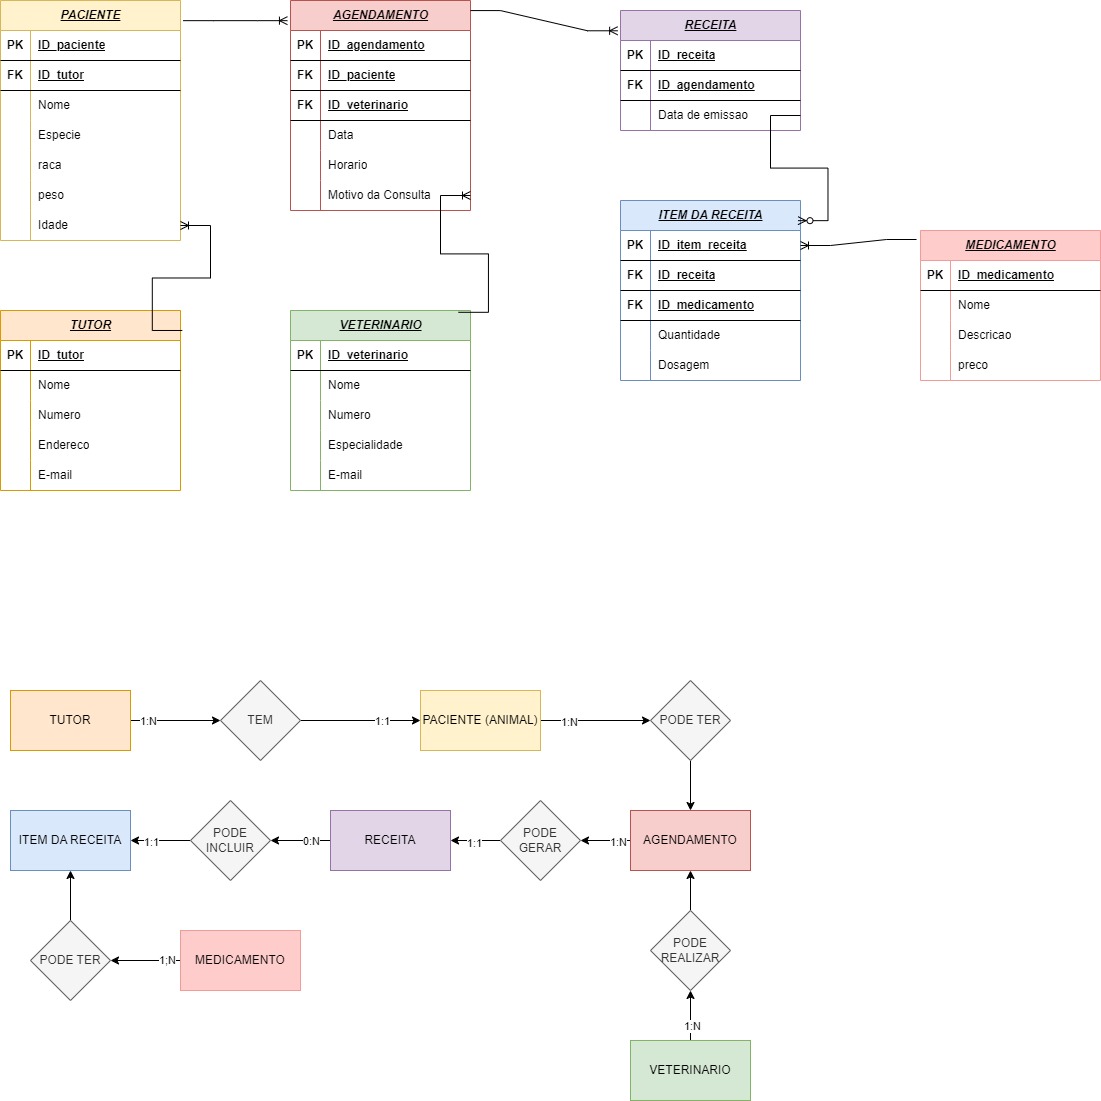 PACIENTE
PK ID_paciente
FK ID_tutor
Nome
Especie
raca
peso
Idade
AGENDAMENTO
PK ID_agendamento
FK ID_paciente
FK ID_veterinario
Data
Horario
Motivo da Consulta
RECEITA
PK ID_receita
FK ID_agendamento
Data de emissao
ITEM DA RECEITA
PK ID_item_receita
FK ID_receita
FK ID_medicamento
Quantidade
Dosagem
MEDICAMENTO
PK ID_medicamento
Nome
Descricao
preco
TUTOR
PK ID_tutor
Nome
Numero
Endereco
E-mail
VETERINARIO
PK ID_veterinario
Nome
Numero
Especialidade
E-mail
TUTOR
1:N
TEM
1:1
PACIENTE (ANIMAL)
1:N
PODE TER
ITEM DA RECEITA
1:1
PODE
INCLUIR
0:N
RECEITA
1:1
PODE
GERAR
1:N
AGENDAMENTO
PODE TER
1;N
MEDICAMENTO
PODE
REALIZAR
1:N
VETERINARIO